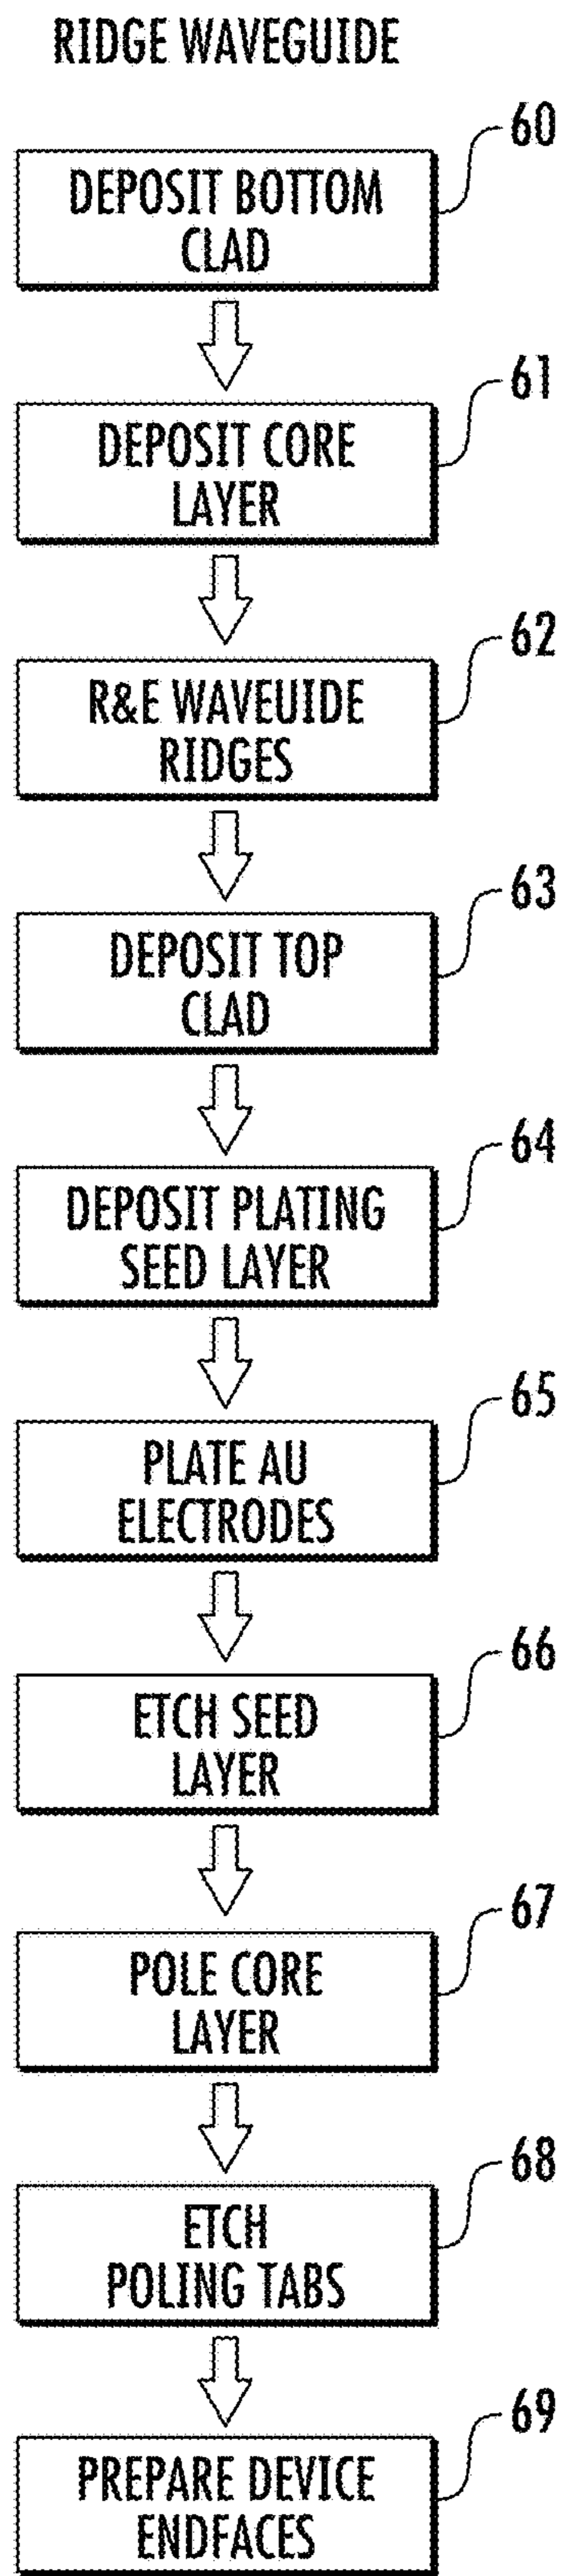 RIDGE WAVEGUIDE
60
DEPOSIT BOTTOM
CLAD
61
DEPOSIT CORE
LAYER
62
R&E WAVEUIDE
RIDGES
63
DEPOSIT TOP
CLAD
64
DEPOSIT PLATING
SEED LAYER
65
PLATE AU
ELECTRODES
66
ETCH SEED
LAYER
67
POLE CORE
LAYER
68
ETCH
POLING TABS
69
PREPARE DEVICE
ENDFACES